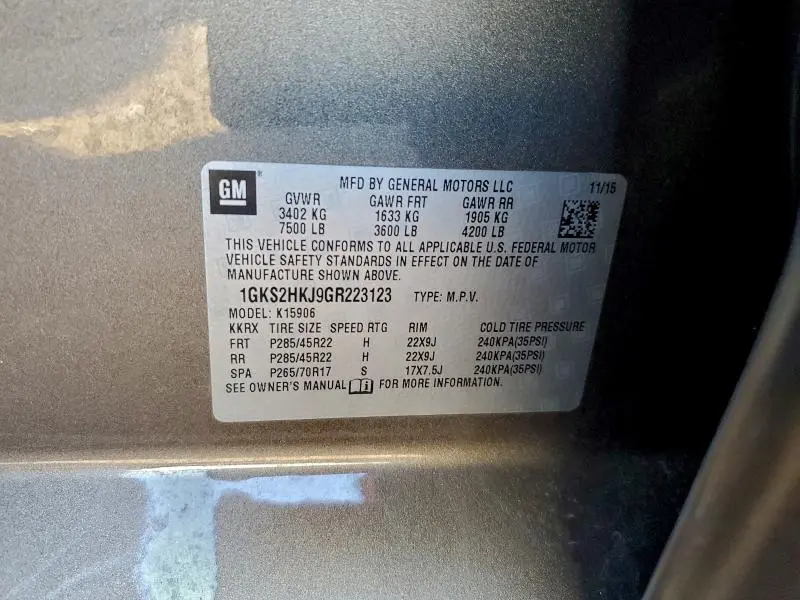 GM ® MFD BY GENERAL MOTORS LLC 11/15
GVWR GAWR FRT GAWR RR
3402 KG 1633 KG 1905 KG
7500 LB 3600 LB 4200 LB
THIS VEHICLE CONFORMS TO ALL APPLICABLE U.S. FEDERAL MOTOR
VEHICLE SAFETY STANDARDS IN EFFECT ON THE DATE OF
MANUFACTURE SHOWN ABOVE.
1GKS2HKJ9GR223123 TYPE: M.P.V.
MODEL: K15906
KKRX TIRE SIZE SPEED RTG RIM COLD TIRE PRESSURE
FRT P285/45R22 H 22X9J 240KPA(35PSI)
RR P285/45R22 H 22X9J 240KPA(35PSI)
SPA P265/70R17 S 17X7.5J 240KPA(35PSI)
SEE OWNER'S MANUAL FOR MORE INFORMATION.